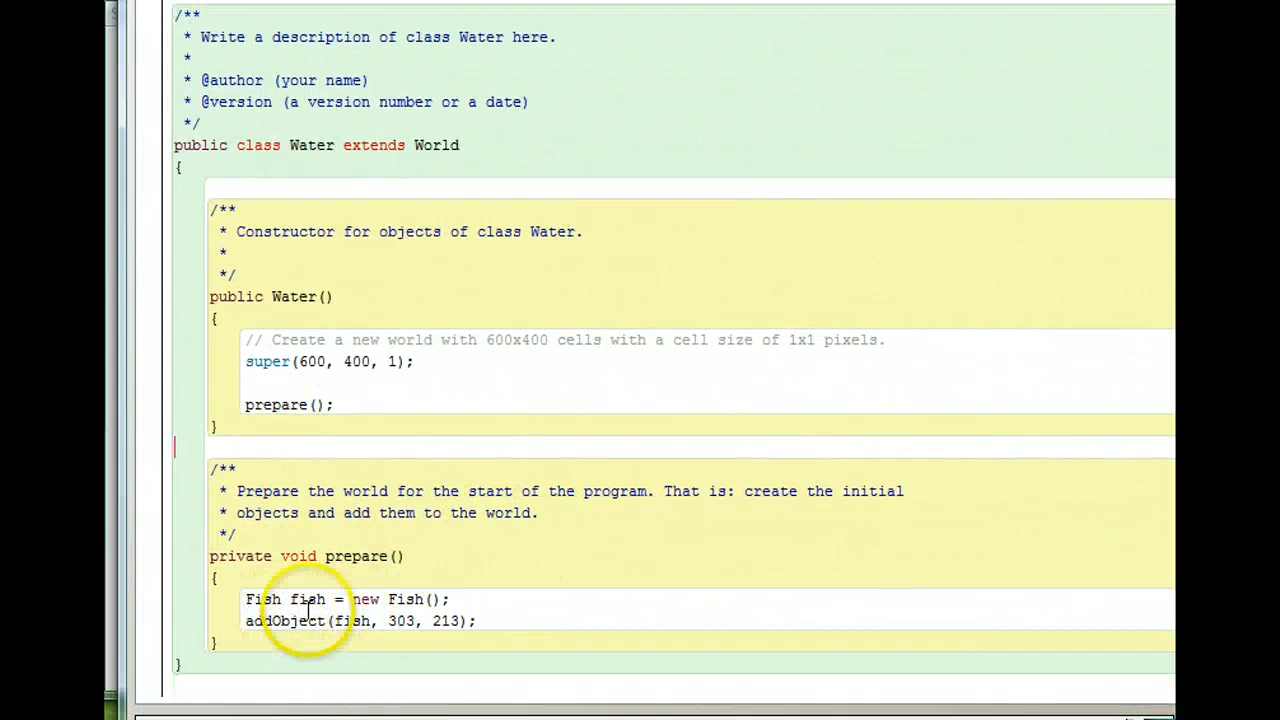 /**
* Write a description of class Water here.
*
* @author (your name)
* @version (a version number or a date)
*/
public class Water extends World
{
/**
* Constructor for objects of class Water.
*
*/
public Water()
{
// Create a new world with 600x400 cells with a cell size of 1x1 pixels.
super(600, 400, 1);
prepare();
}
/**
* Prepare the world for the start of the program. That is: create the initial
* objects and add them to the world.
*/
private void prepare()
{
Fish fish = new Fish();
addObject(fish, 303, 213);
}
}